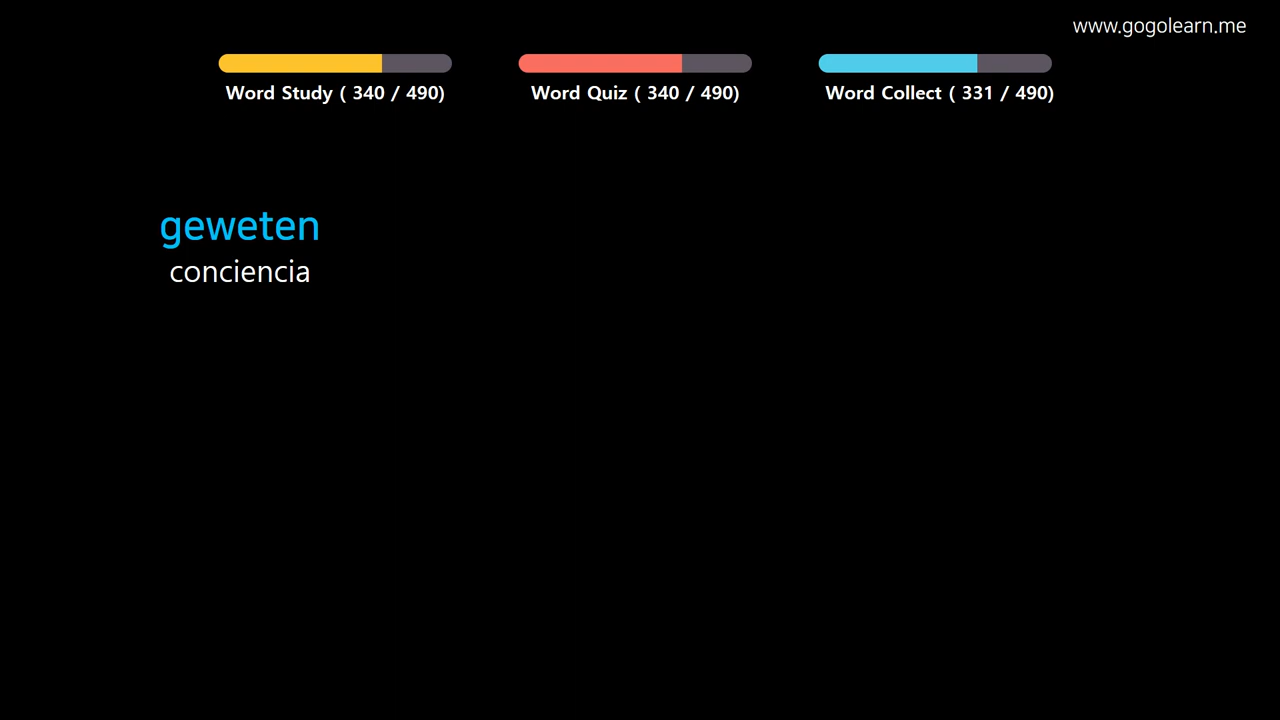 www.gogolearn.me
Word Study ( 340 / 490)
Word Quiz ( 340 / 490)
Word Collect ( 331 / 490)
geweten
conciencia